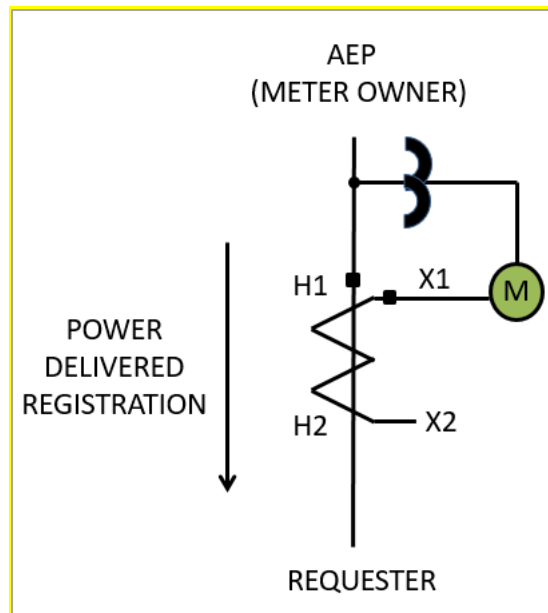 AEP
(METER OWNER)
H1
X1
M
POWER
DELIVERED
REGISTRATION
H2
X2
REQUESTER